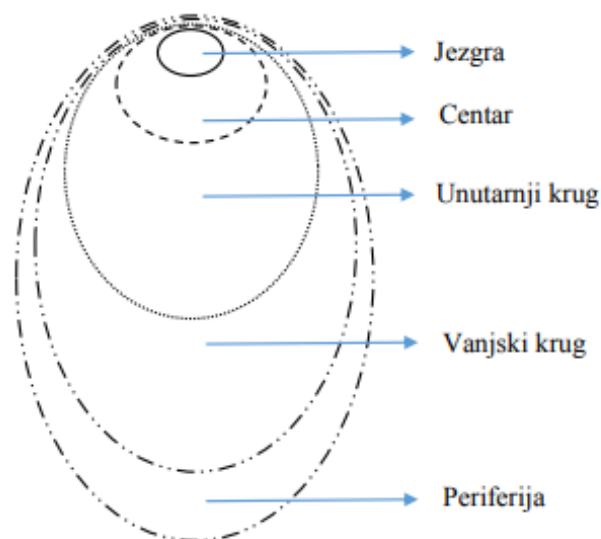 Jezgra
Centar
Unutarnji krug
Vanjski krug
Periferija